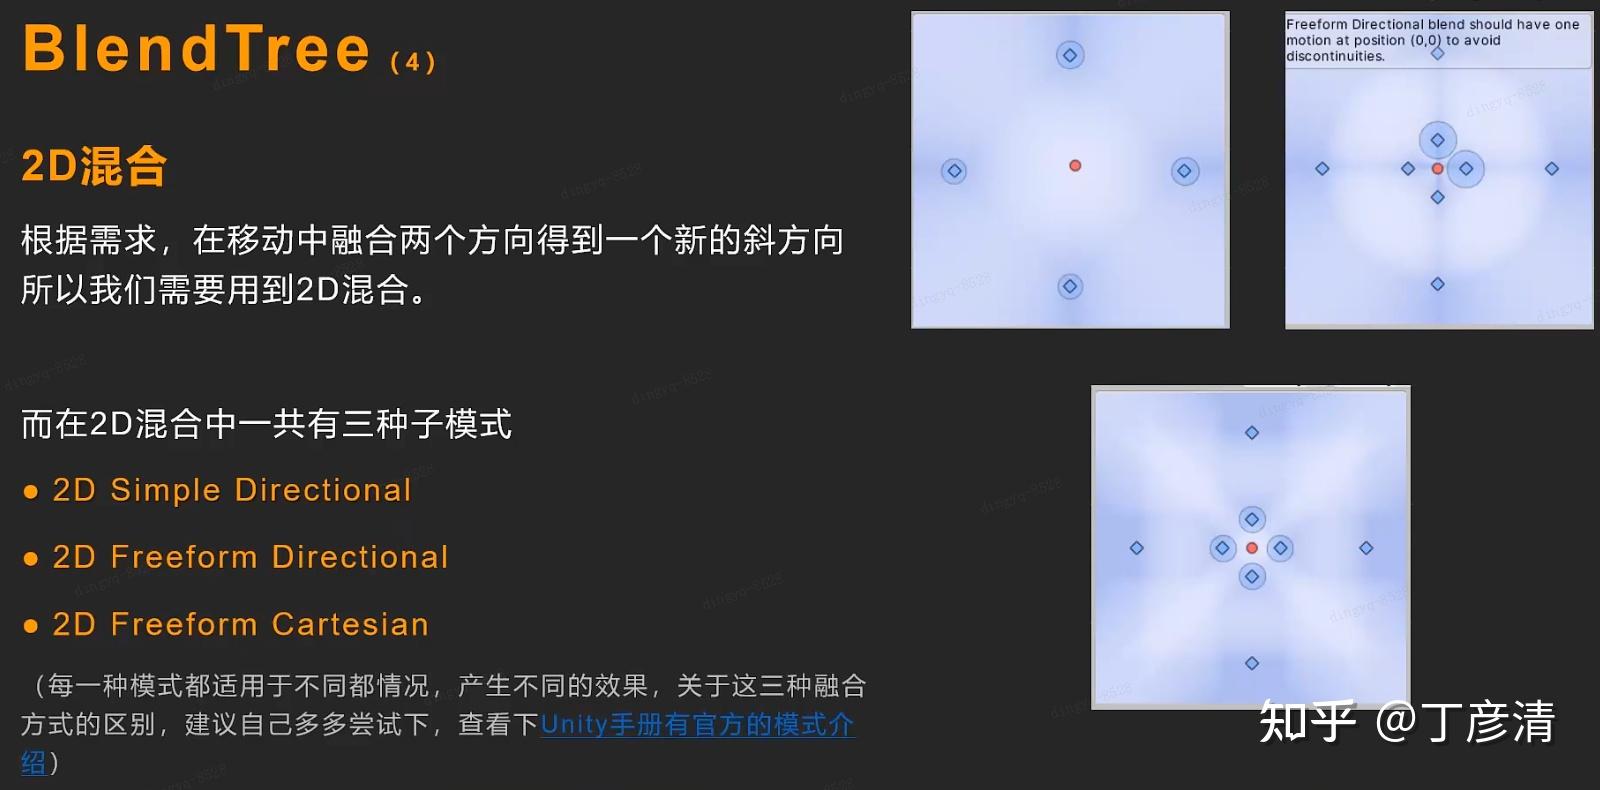 BlendTree（4）
2D混合
根据需求，在移动中融合两个方向得到一个新的斜方向
所以我们需要用到2D混合。
而在2D混合中一共有三种子模式
● 2D Simple Directional
● 2D Freeform Directional
● 2D Freeform Cartesian
（每一种模式都适用于不同都情况，产生不同的效果，关于这三种融合
方式的区别，建议自己多多尝试下，查看下Unity手册有官方的模式介
绍）
Freeform Directional blend should have one
motion at position (0,0) to avoid
discontinuities.
知乎 @丁彦清
dingyq-8528